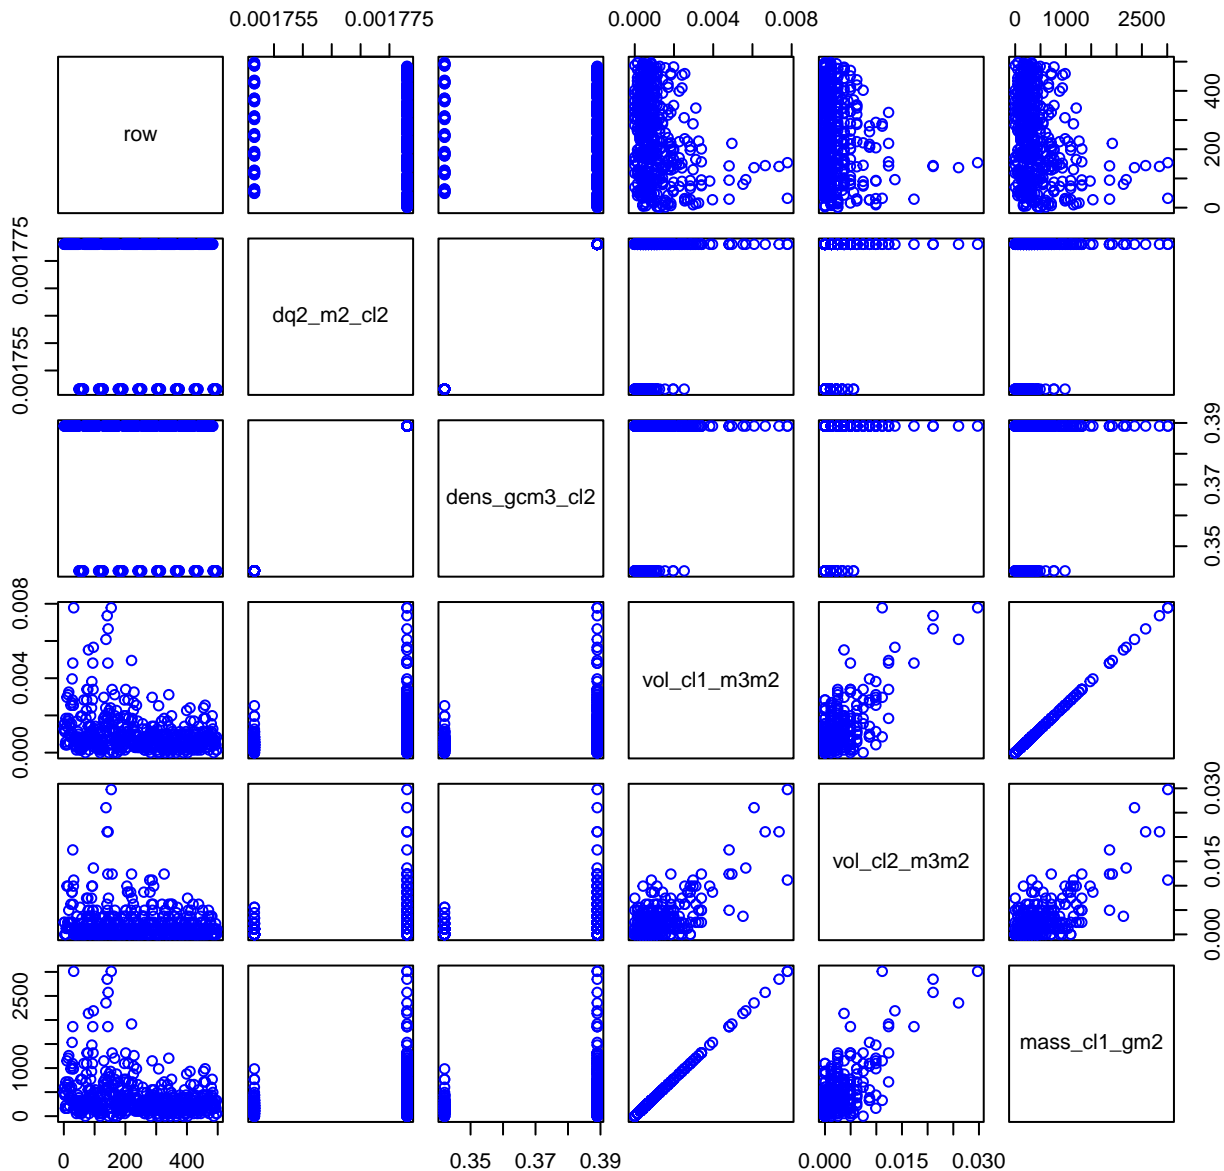 0.001755 0.001775 0.000 0.004 0.008 0 1000 2500
row
0 200 400
dq2_m2_cl2
0.001755 0.001775
dens_gcm3_cl2
0.35 0.37 0.39
vol_cl1_m3m2
0.000 0.004 0.008
vol_cl2_m3m2
0.000 0.015 0.030
mass_cl1_gm2
0 1000 2500
0 200 400 0.35 0.37 0.39 0.000 0.015 0.030